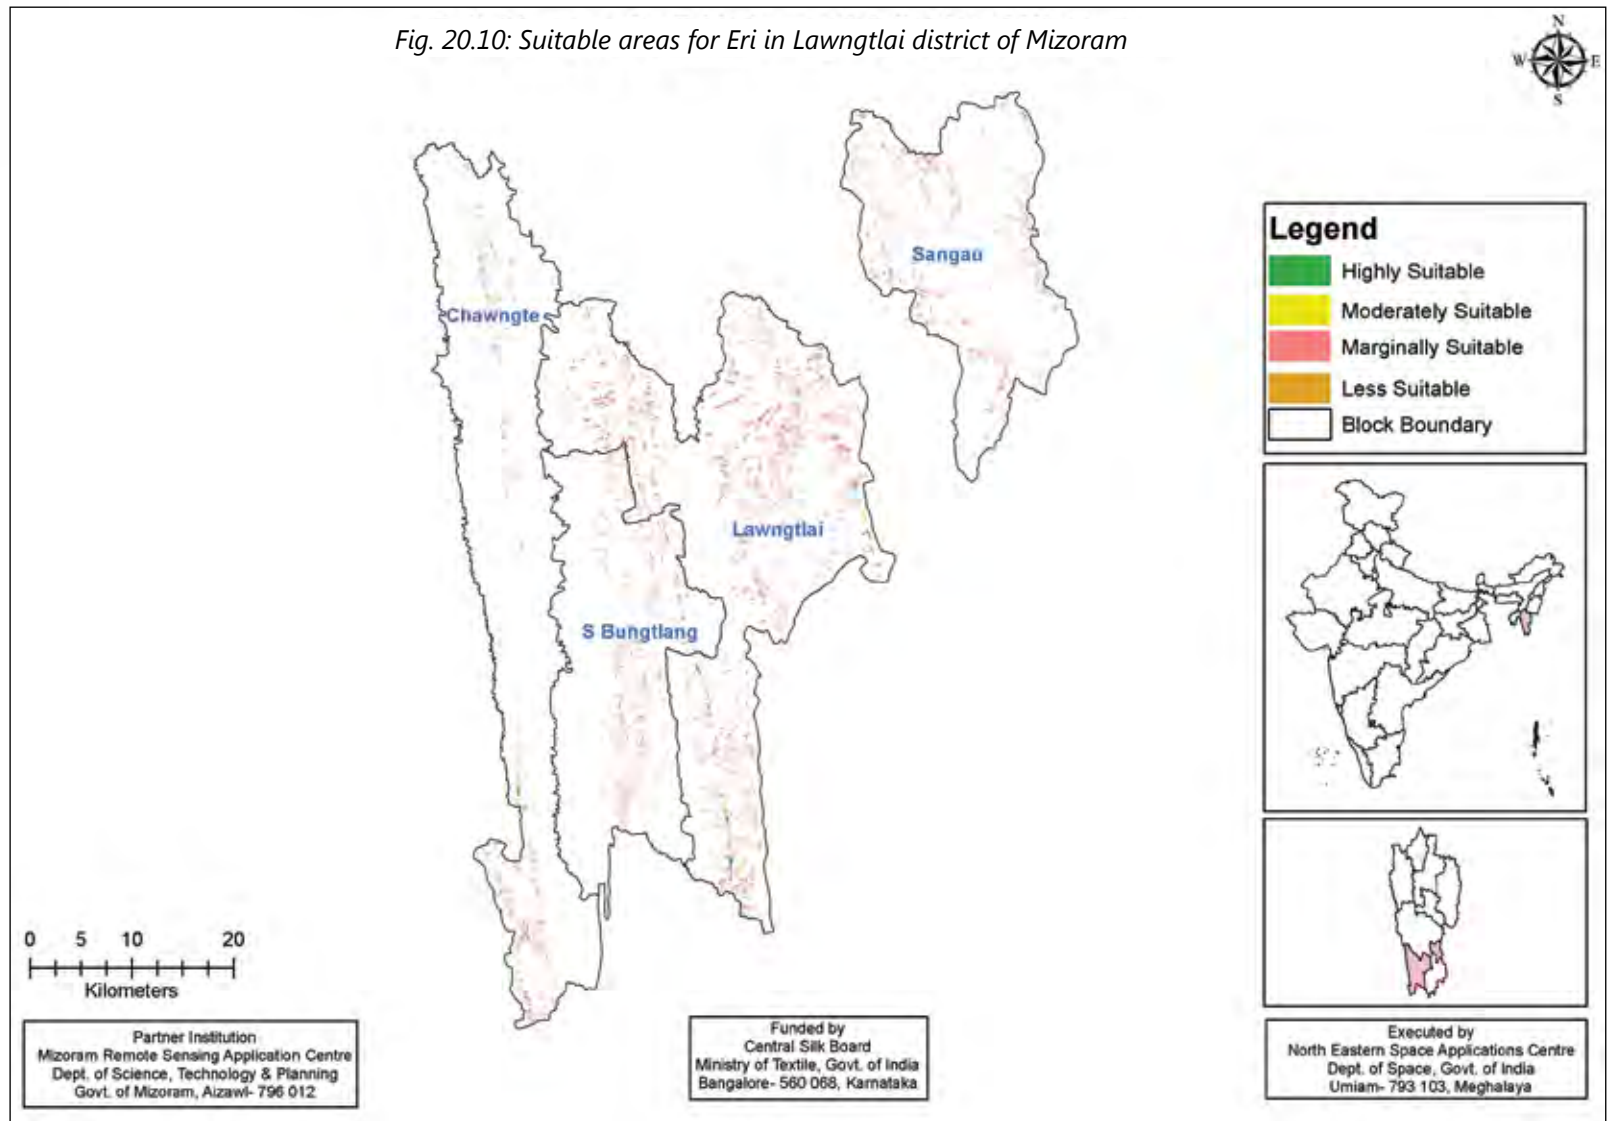 Fig. 20.10: Suitable areas for Eri in Lawngtlai district of Mizoram
N
W
E
S
Sangau
Chawngte
Lawngtlai
S Bungtlang
Legend
Highly Suitable
Moderately Suitable
Marginally Suitable
Less Suitable
Block Boundary
0 5 10 20
Kilometers
Partner Institution
Mizoram Remote Sensing Application Centre
Dept. of Science, Technology & Planning
Govt. of Mizoram, Aizawl- 796 012
Funded by
Central Silk Board
Ministry of Textile, Govt. of India
Bangalore- 560 068, Karnataka
Executed by
North Eastern Space Applications Centre
Dept. of Space, Govt. of India
Umiam- 793 103, Meghalaya